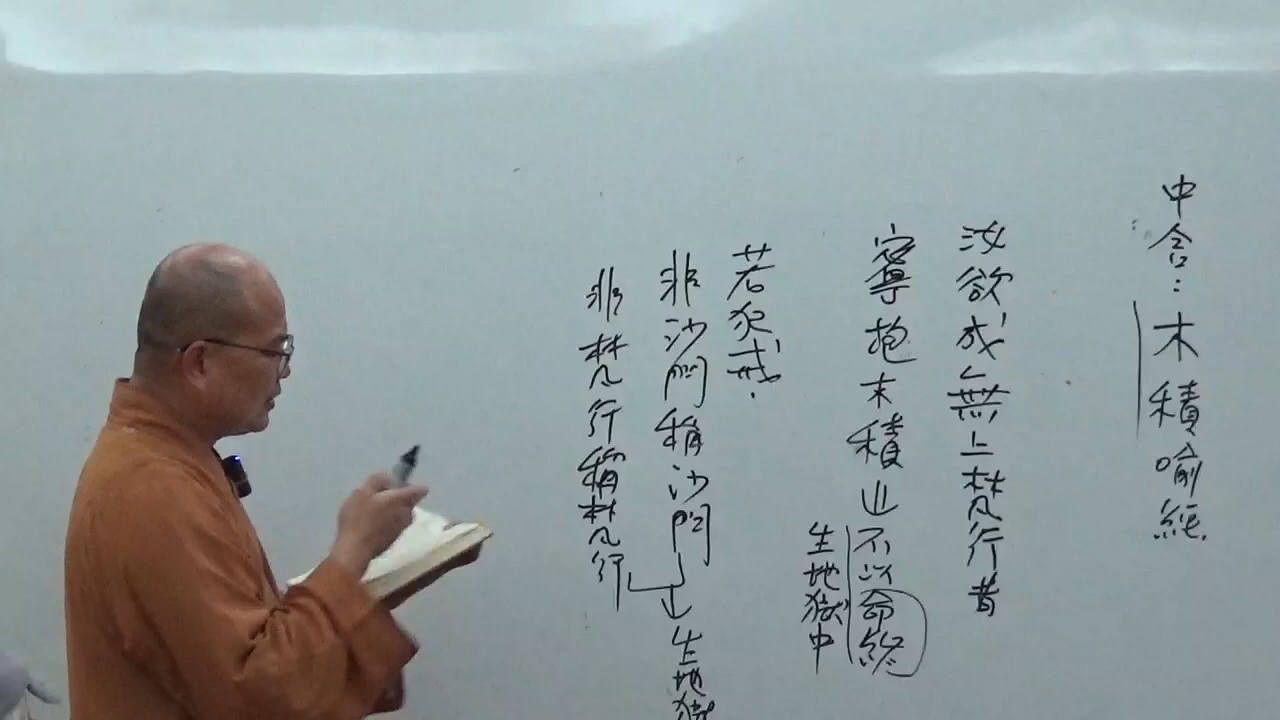 中含:木積喻經
汝欲成無上梵行者
寧抱木積
不以命終
生地獄中
若犯戒.
非沙門稱沙門
非梵行稱梵行
生地獄